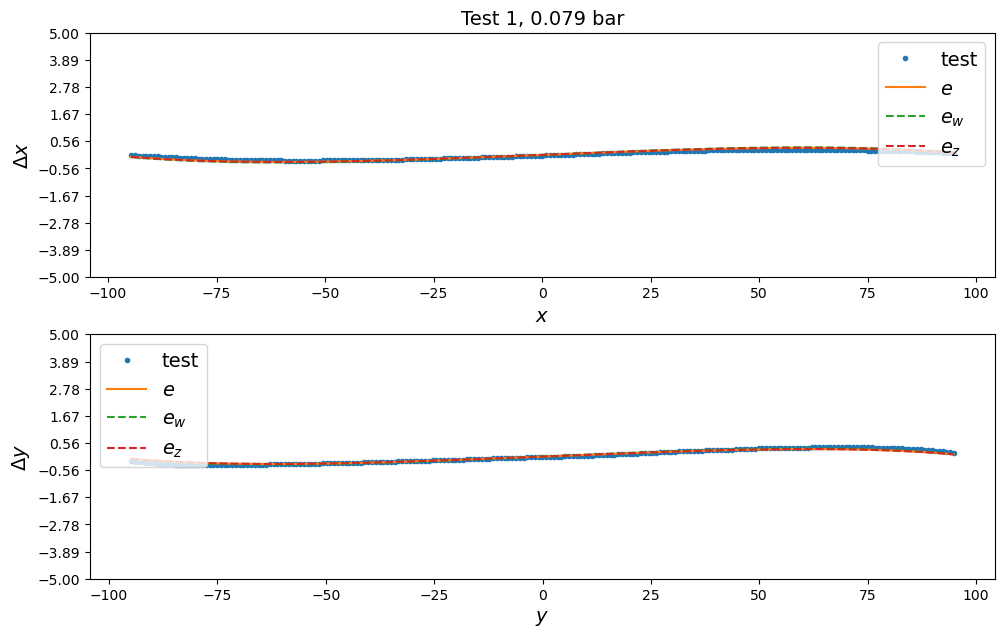 Test 1, 0.079 bar
5.00
3.89
2.78
1.67
0.56
−0.56
−1.67
−2.78
−3.89
−5.00
Δx
test
e
e_w
e_z
−100 −75 −50 −25 0 25 50 75 100
x
5.00
3.89
2.78
1.67
0.56
−0.56
−1.67
−2.78
−3.89
−5.00
Δy
test
e
e_w
e_z
−100 −75 −50 −25 0 25 50 75 100
y